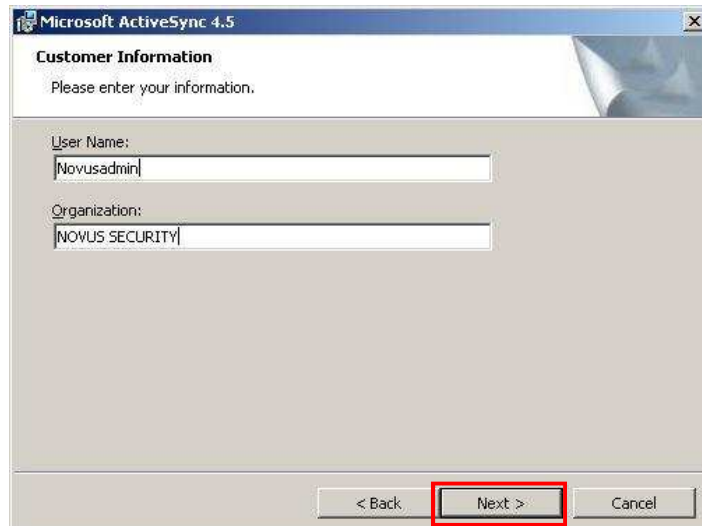 Microsoft ActiveSync 4.5
Customer Information
Please enter your information.
User Name:
Novusadmin
Organization:
NOVUS SECURITY
< Back
Next >
Cancel